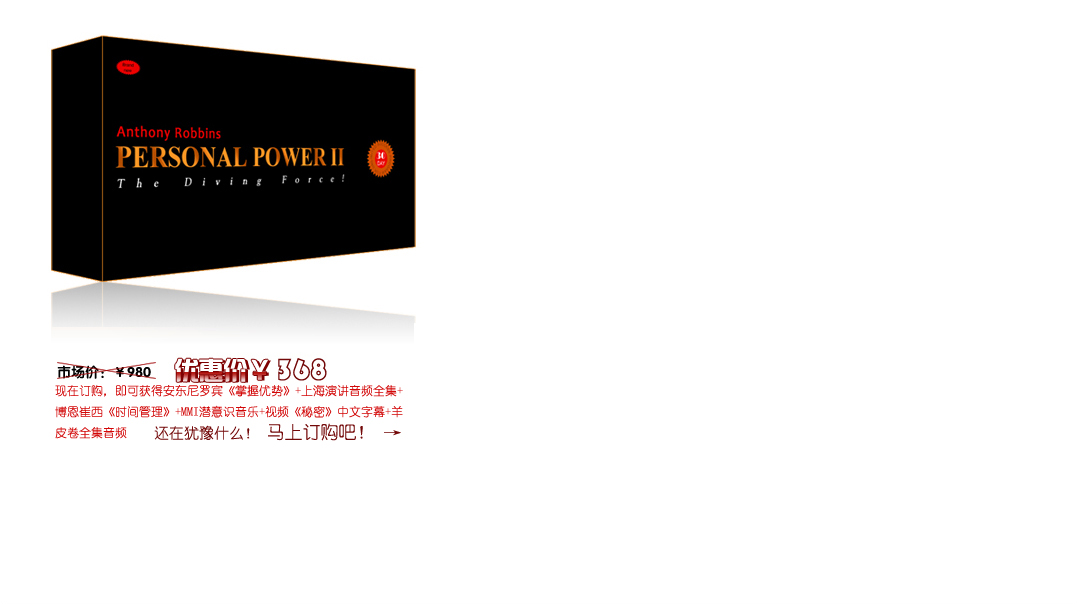 Anthony Robbins
PERSONAL POWER II
The Diving Force!
DAY
市场价：￥980 优惠价￥368
现在订购，即可获得安东尼罗宾《掌握优势》+上海演讲音频全集+
博恩崔西《时间管理》+MMI潜意识音乐+视频《秘密》中文字幕+羊
皮卷全集音频 还在犹豫什么！ 马上订购吧！ →